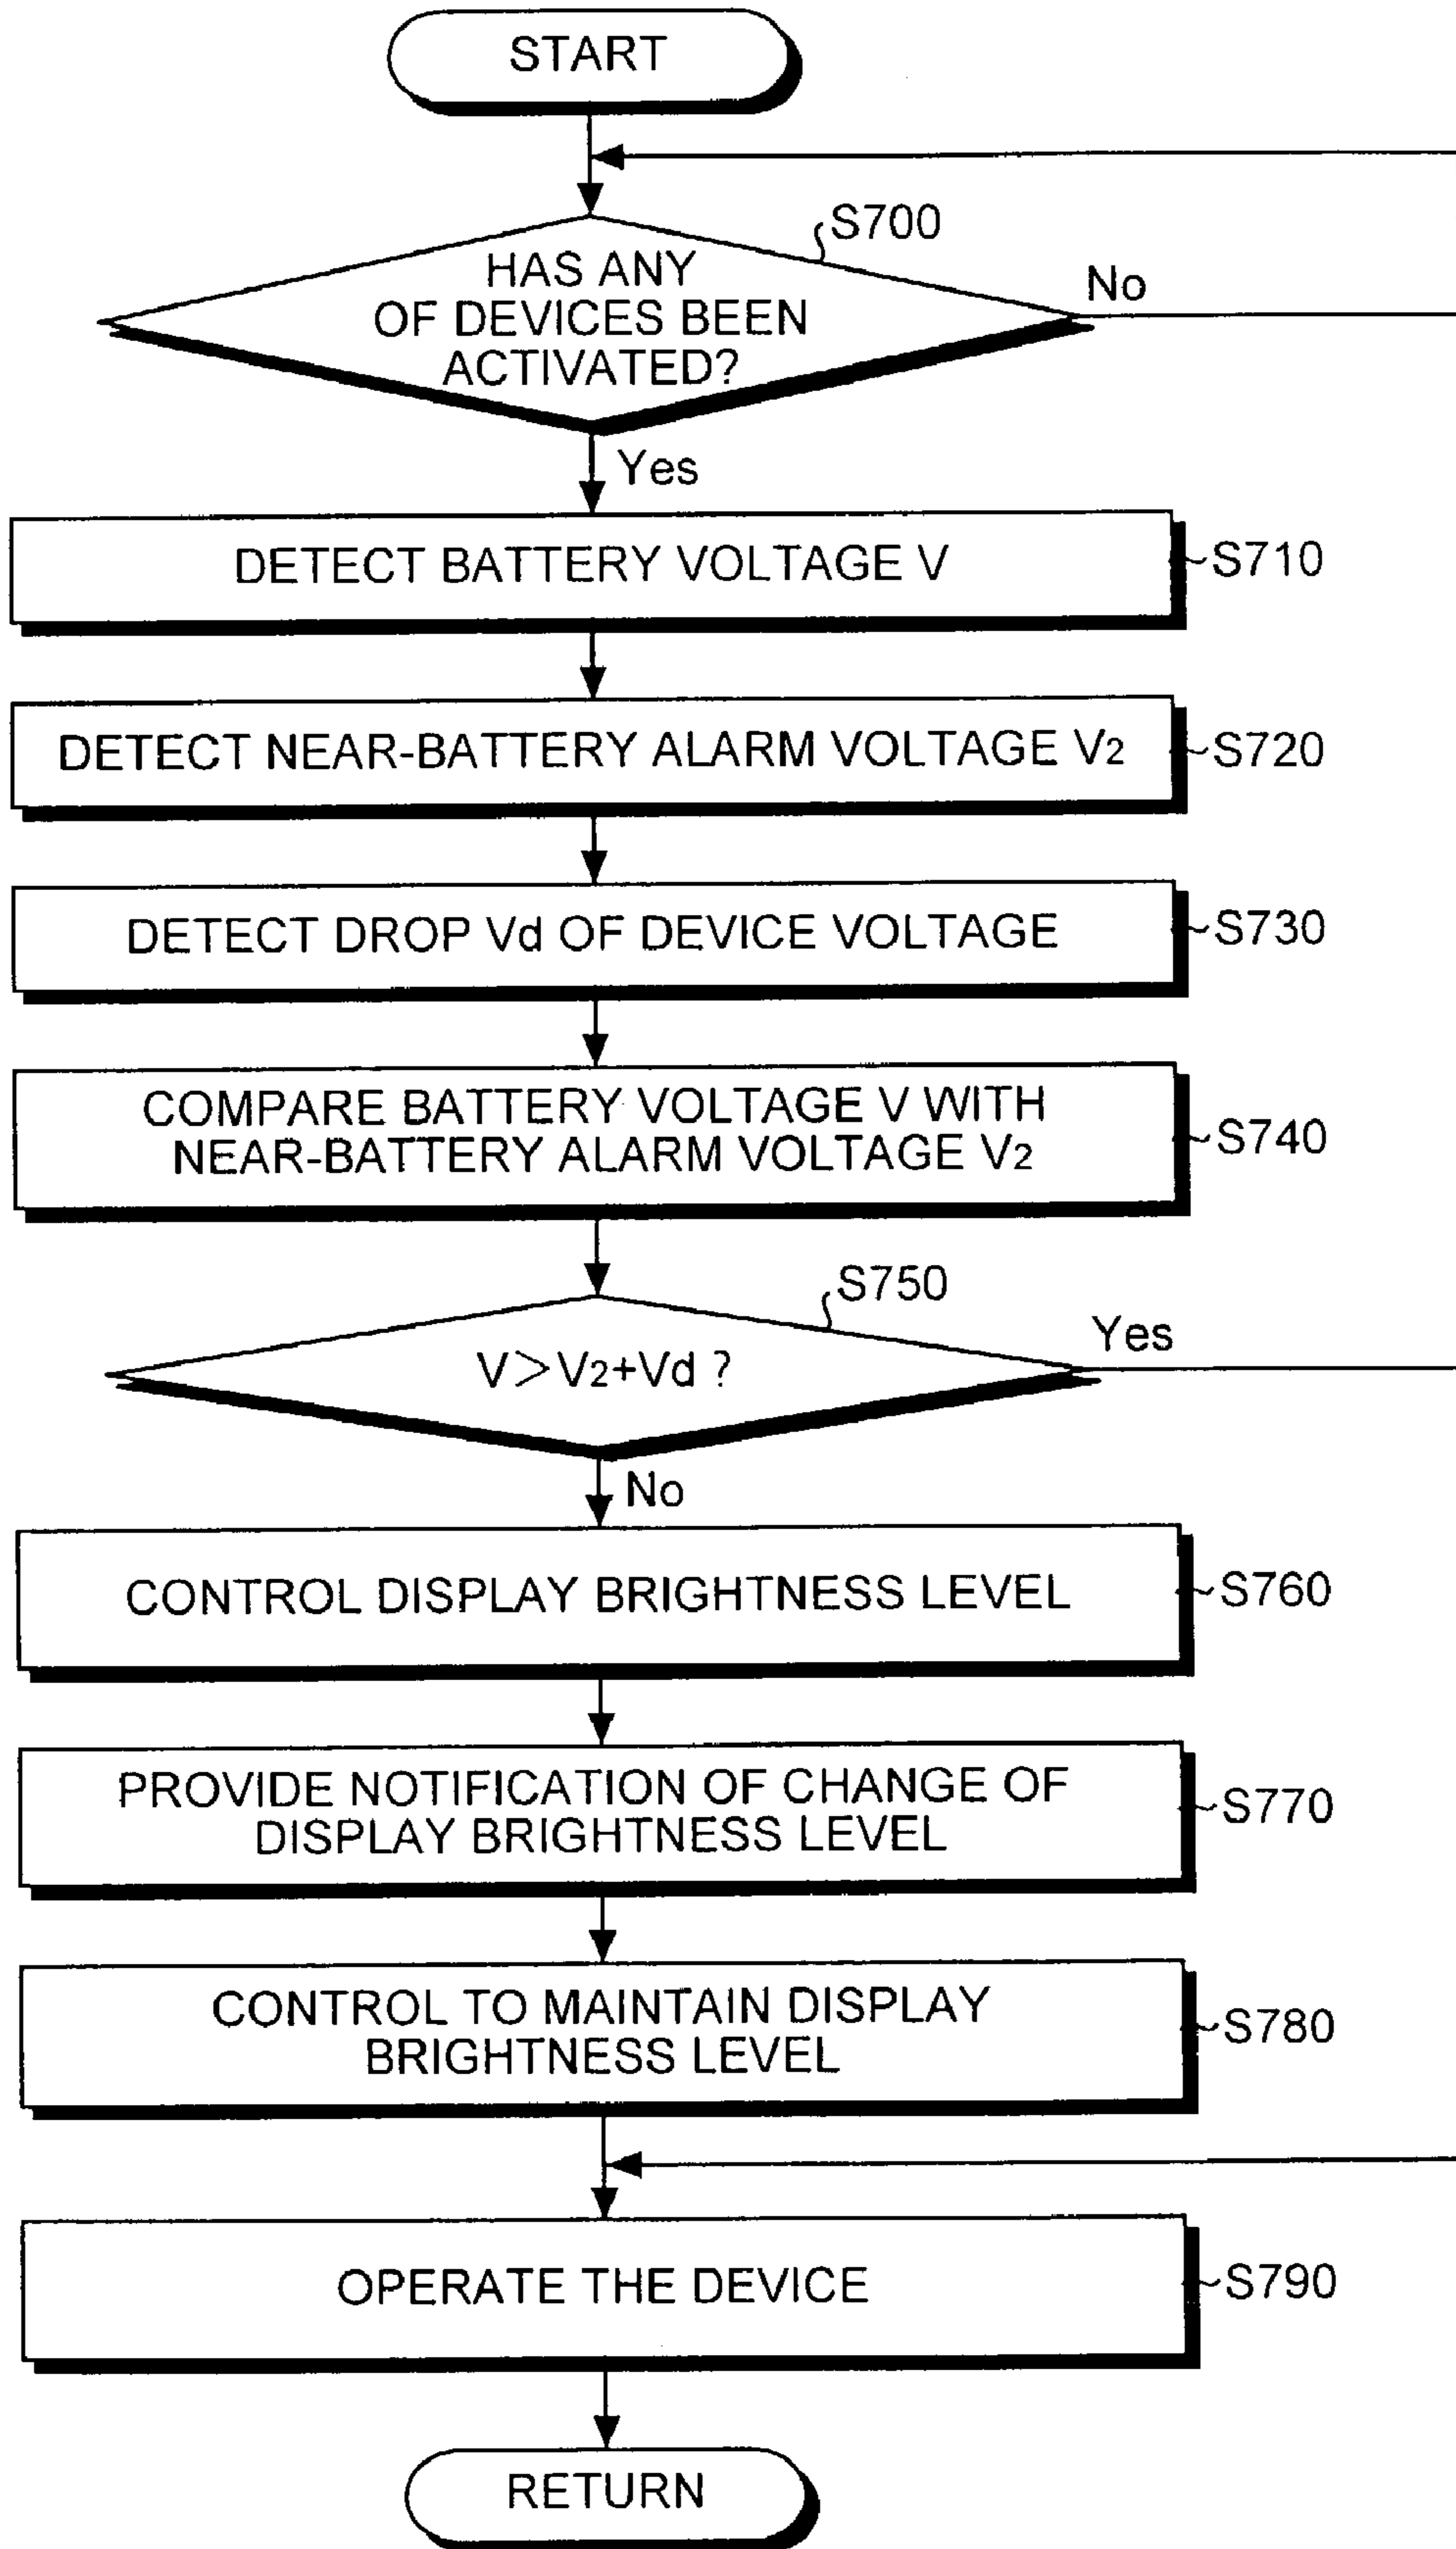 START
S700
HAS ANY
OF DEVICES BEEN
ACTIVATED?
No
Yes
DETECT BATTERY VOLTAGE V
S710
DETECT NEAR-BATTERY ALARM VOLTAGE V2
S720
DETECT DROP Vd OF DEVICE VOLTAGE
S730
COMPARE BATTERY VOLTAGE V WITH
NEAR-BATTERY ALARM VOLTAGE V2
S740
S750
V>V2+Vd ?
Yes
No
CONTROL DISPLAY BRIGHTNESS LEVEL
S760
PROVIDE NOTIFICATION OF CHANGE OF
DISPLAY BRIGHTNESS LEVEL
S770
CONTROL TO MAINTAIN DISPLAY
BRIGHTNESS LEVEL
S780
OPERATE THE DEVICE
S790
RETURN